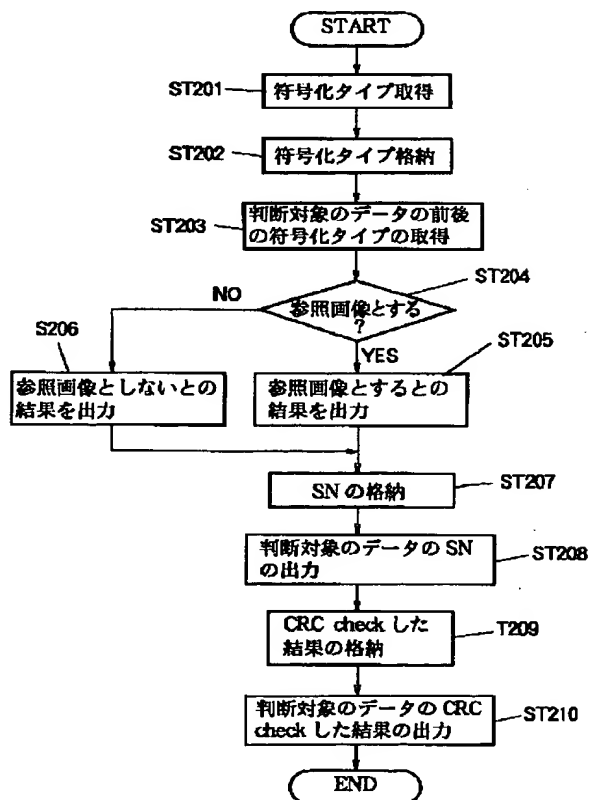 START
ST201
符号化タイプ取得
ST202
符号化タイプ格納
ST203
判断対象のデータの前後
の符号化タイプの取得
ST204
参照画像とする
?
NO
YES
S206
参照画像としないとの
結果を出力
ST205
参照画像とするとの
結果を出力
SN の格納
ST207
判断対象のデータの SN
の出力
ST208
CRC check した
結果の格納
T209
判断対象のデータの CRC
check した結果の出力
ST210
END